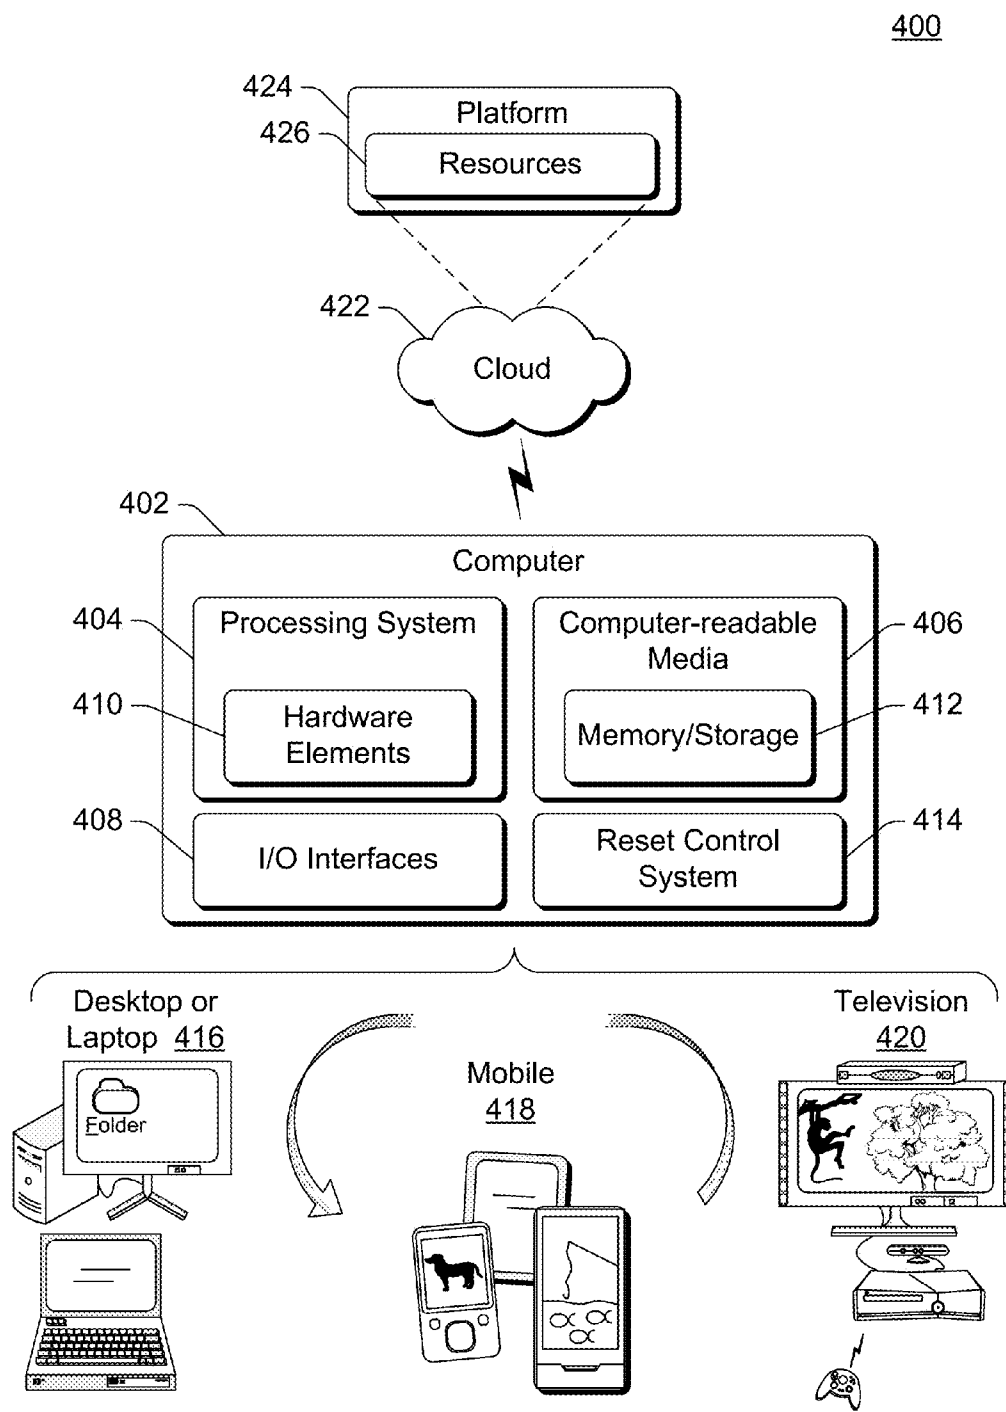 400
424
Platform
426
Resources
422
Cloud
402
Computer
404
Processing System
Computer-readable
Media
406
410
Hardware
Elements
Memory/Storage
412
408
I/O Interfaces
Reset Control
System
414
Desktop or
Laptop 416
Television
420
Mobile
418
Folder